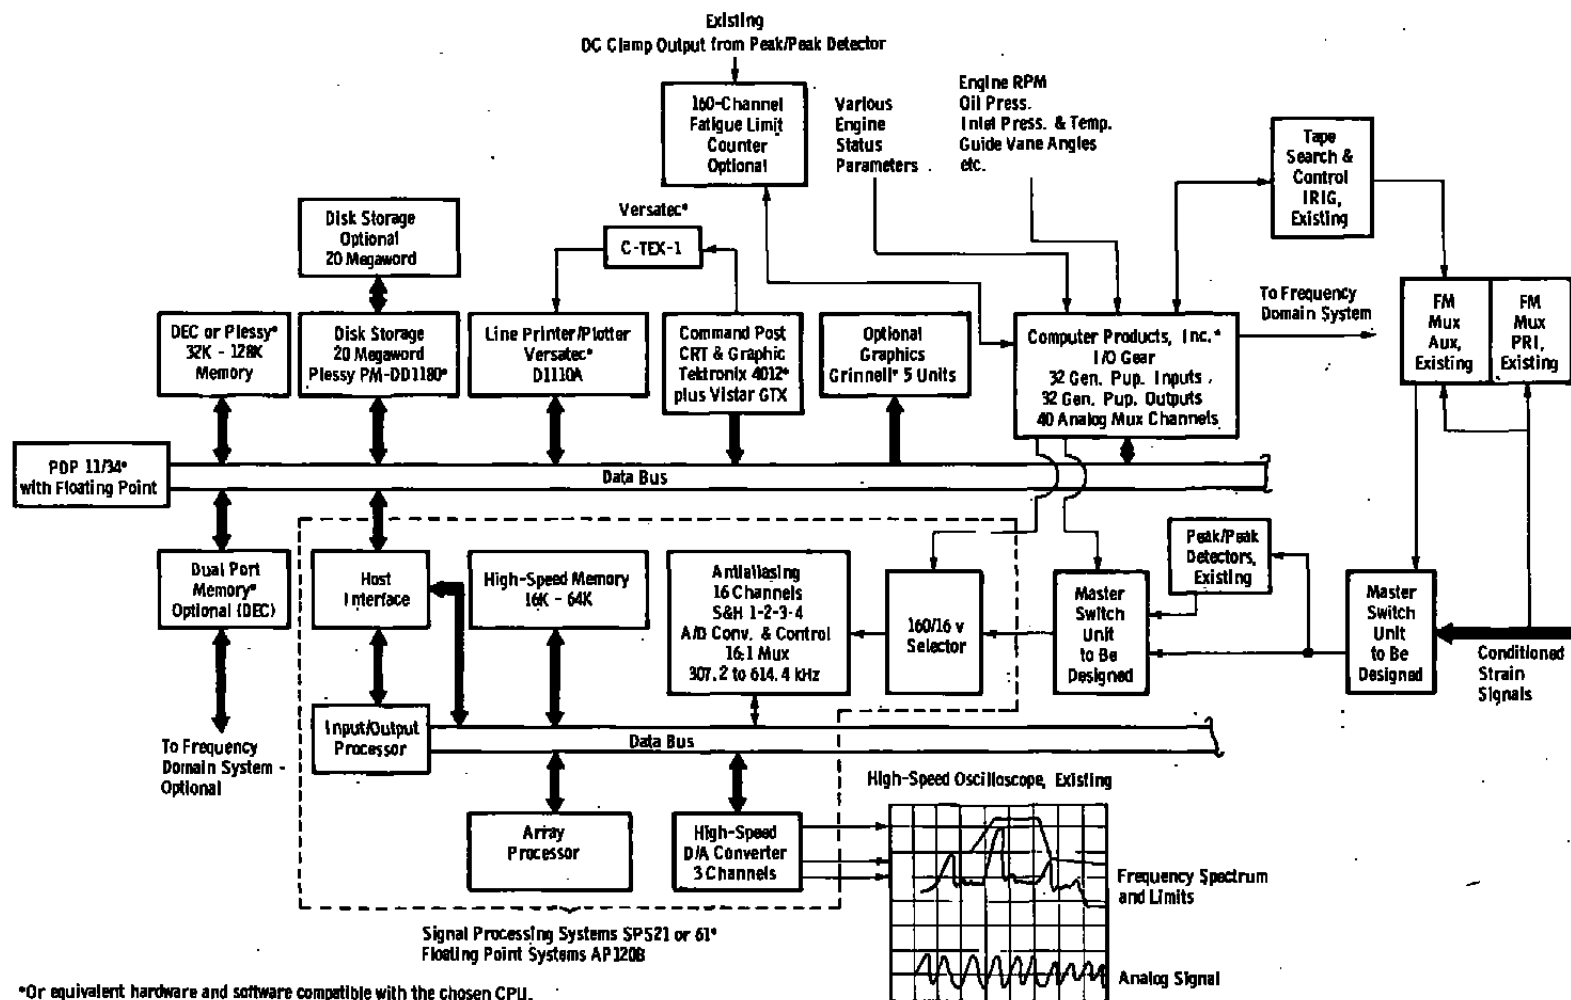 Existing
DC Clamp Output from Peak/Peak Detector
160-Channel
Fatigue Limit
Counter
Optional
Various
Engine
Status
Parameters
Engine RPM
Oil Press.
Inlet Press. & Temp.
Guide Vane Angles
etc.
Tape
Search &
Control
IRIG,
Existing
Disk Storage
Optional
20 Megaword
Versatec*
C-TEX-1
To Frequency
Domain System
FM
Mux
Aux,
Existing
FM
Mux
PRI,
Existing
DEC or Plessy*
32K - 128K
Memory
Disk Storage
20 Megaword
Plessy PM-DD1180*
Line Printer/Plotter
Versatec*
D1110A
Command Post
CRT & Graphic
Tektronix 4012*
plus Vistar GTX
Optional
Graphics
Grinnell* 5 Units
Computer Products, Inc.*
I/O Gear
32 Gen. Pup. Inputs
32 Gen. Pup. Outputs
40 Analog Mux Channels
PDP 11/34*
with Floating Point
Data Bus
Dual Port
Memory*
Optional (DEC)
Host
Interface
High-Speed Memory
16K - 64K
Antialiasing
16 Channels
S&H 1-2-3-4
A/D Conv. & Control
16:1 Mux
307.2 to 614.4 kHz
160/16 v
Selector
Master
Switch
Unit
to Be
Designed
Peak/Peak
Detectors,
Existing
Master
Switch
Unit
to Be
Designed
Conditioned
Strain
Signals
To Frequency
Domain System -
Optional
Input/Output
Processor
Data Bus
Array
Processor
High-Speed
D/A Converter
3 Channels
High-Speed Oscilloscope, Existing
Frequency Spectrum
and Limits
Analog Signal
Signal Processing Systems SPS21 or 61*
Floating Point Systems AP120B
*Or equivalent hardware and software compatible with the chosen CPU.